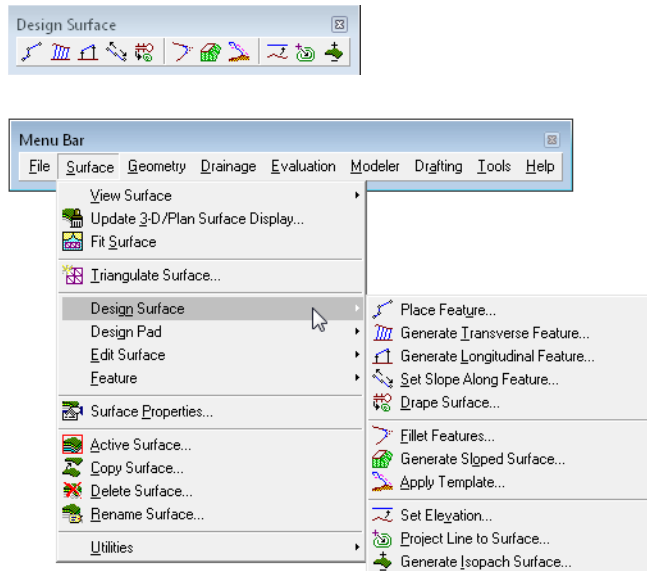 Design Surface
Menu Bar
File Surface Geometry Drainage Evaluation Modeler Drafting Tools Help
View Surface
Update 3-D/Plan Surface Display...
Fit Surface
Triangulate Surface...
Design Surface
Design Pad
Edit Surface
Feature
Surface Properties...
Active Surface...
Copy Surface...
Delete Surface...
Rename Surface...
Utilities
Place Feature...
Generate Transverse Feature...
Generate Longitudinal Feature...
Set Slope Along Feature...
Drape Surface...
Fillet Features...
Generate Sloped Surface...
Apply Template...
Set Elevation...
Project Line to Surface...
Generate Isopach Surface...